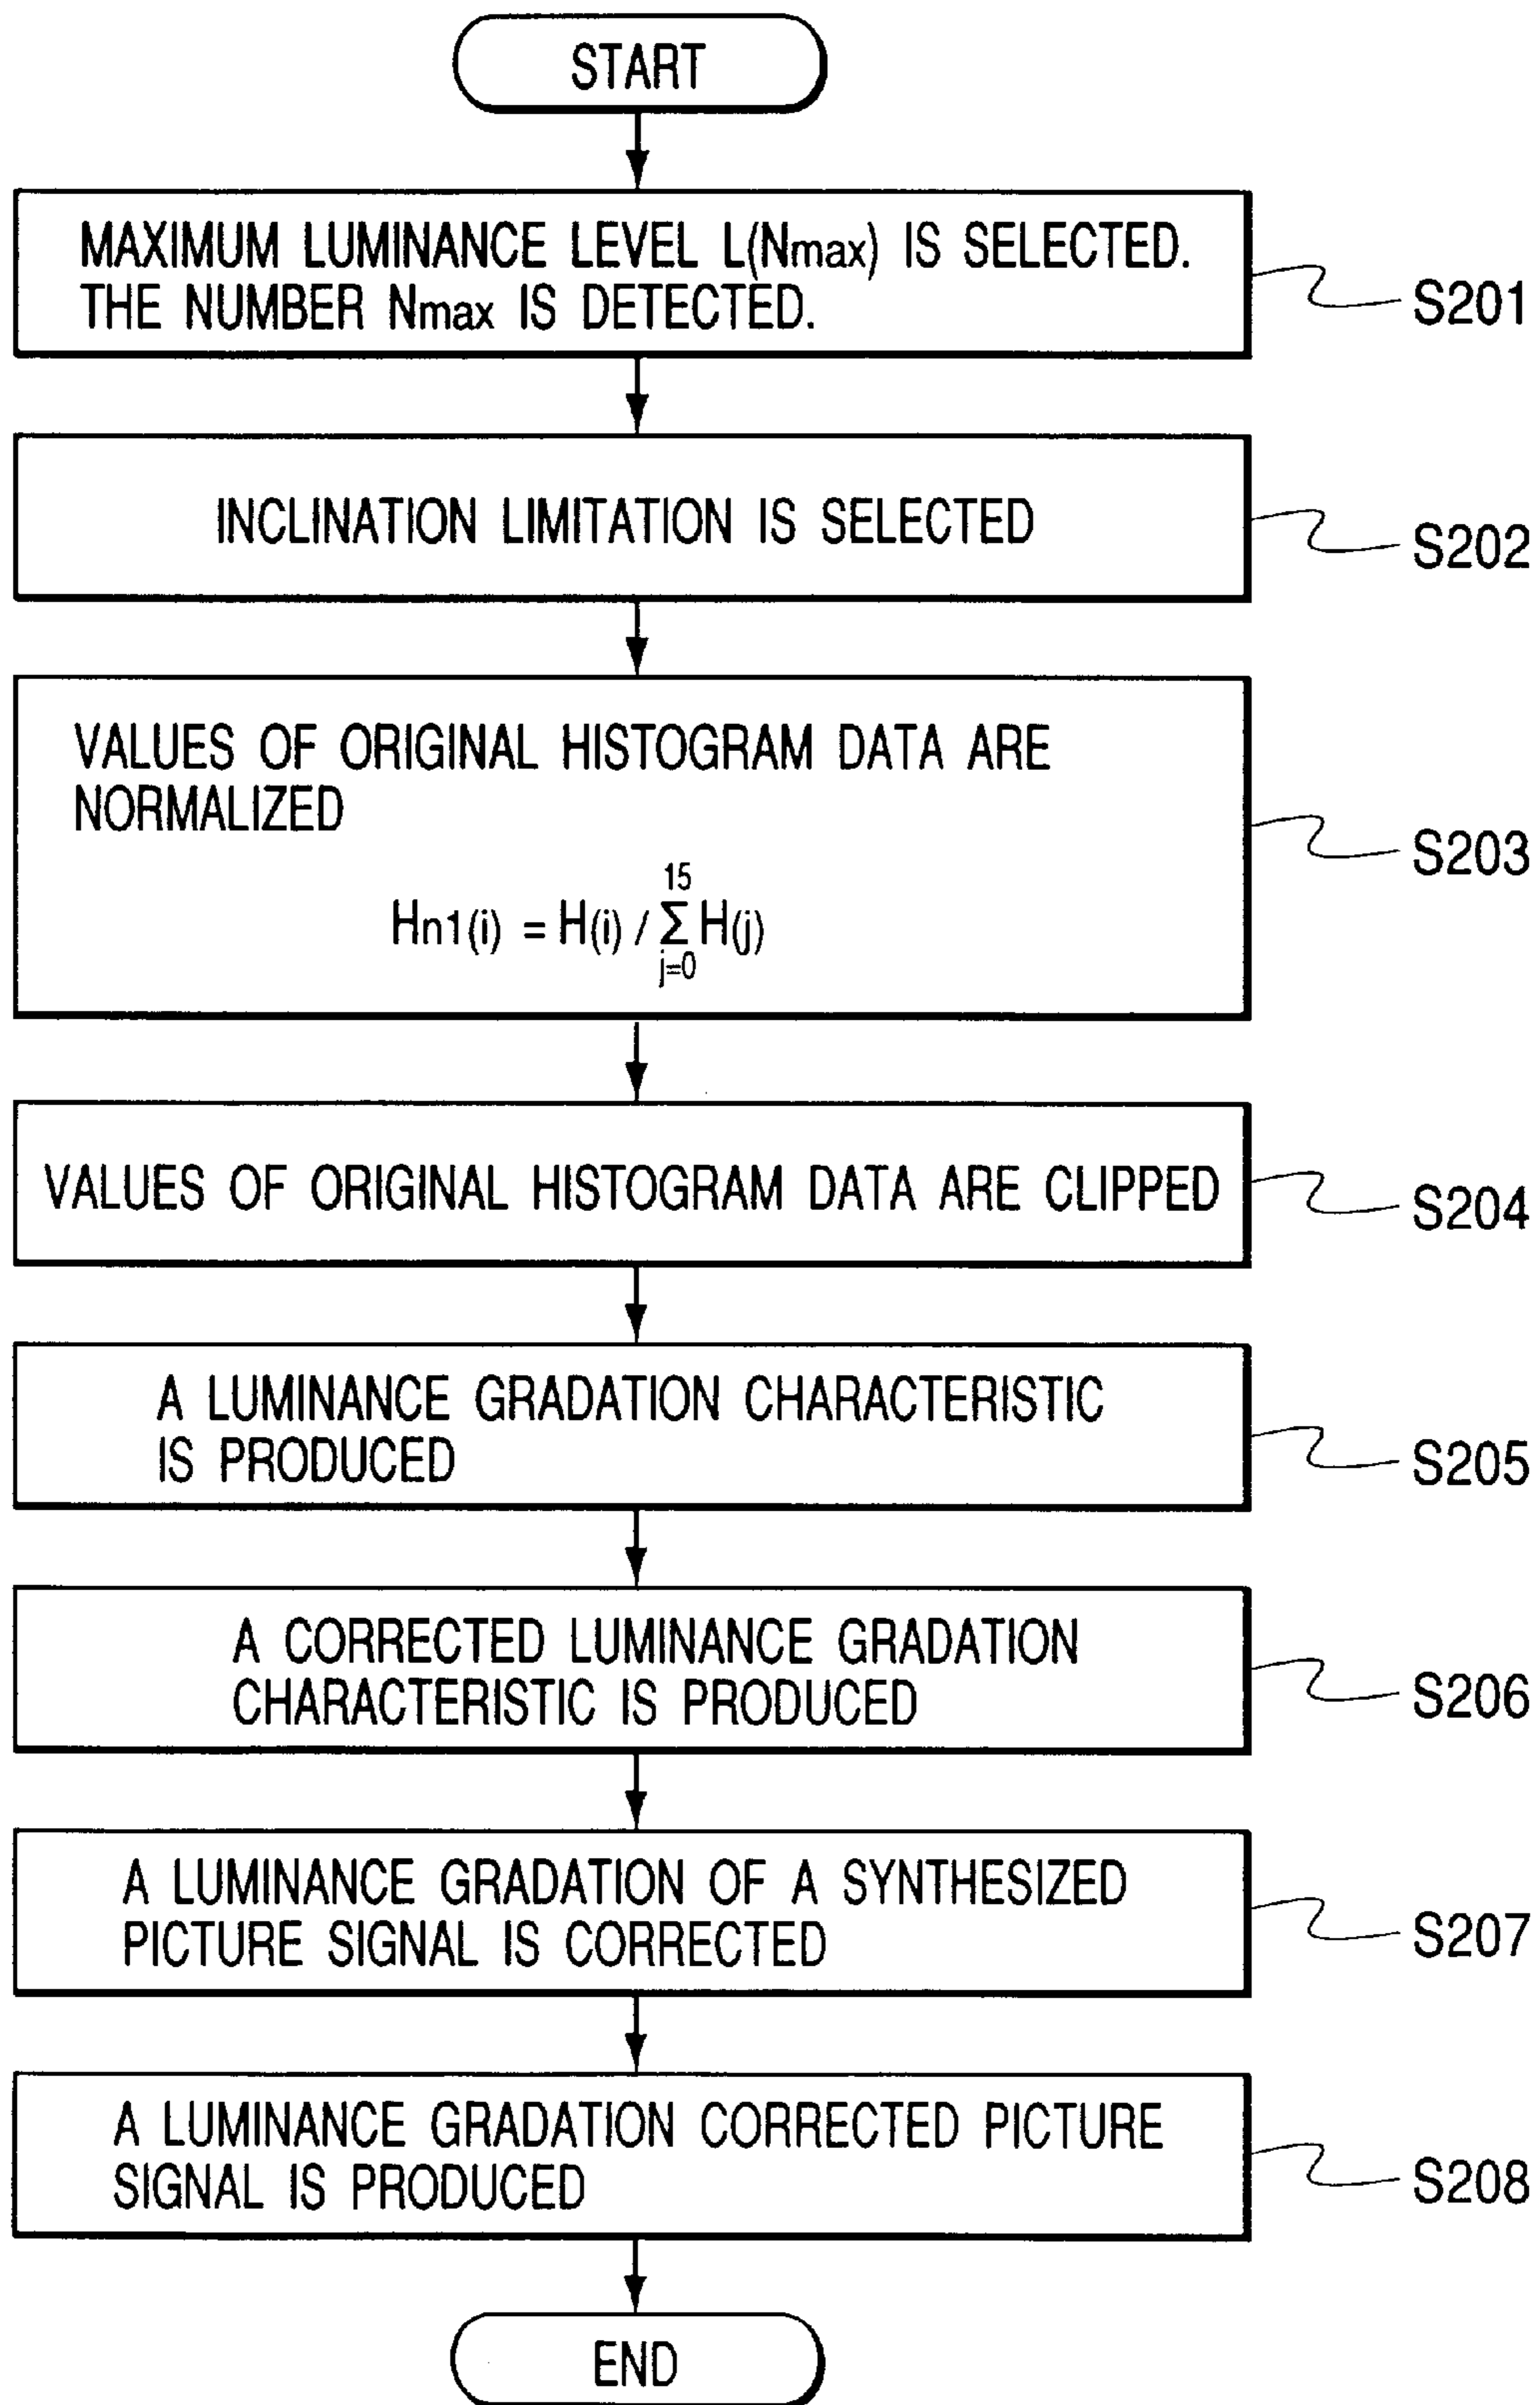 START
MAXIMUM LUMINANCE LEVEL L(Nmax) IS SELECTED.
THE NUMBER Nmax IS DETECTED.
S201
INCLINATION LIMITATION IS SELECTED
S202
VALUES OF ORIGINAL HISTOGRAM DATA ARE
NORMALIZED
Hn1(i) = H(i) / 15 Σ j=0 H(j)
S203
VALUES OF ORIGINAL HISTOGRAM DATA ARE CLIPPED
S204
A LUMINANCE GRADATION CHARACTERISTIC
IS PRODUCED
S205
A CORRECTED LUMINANCE GRADATION
CHARACTERISTIC IS PRODUCED
S206
A LUMINANCE GRADATION OF A SYNTHESIZED
PICTURE SIGNAL IS CORRECTED
S207
A LUMINANCE GRADATION CORRECTED PICTURE
SIGNAL IS PRODUCED
S208
END